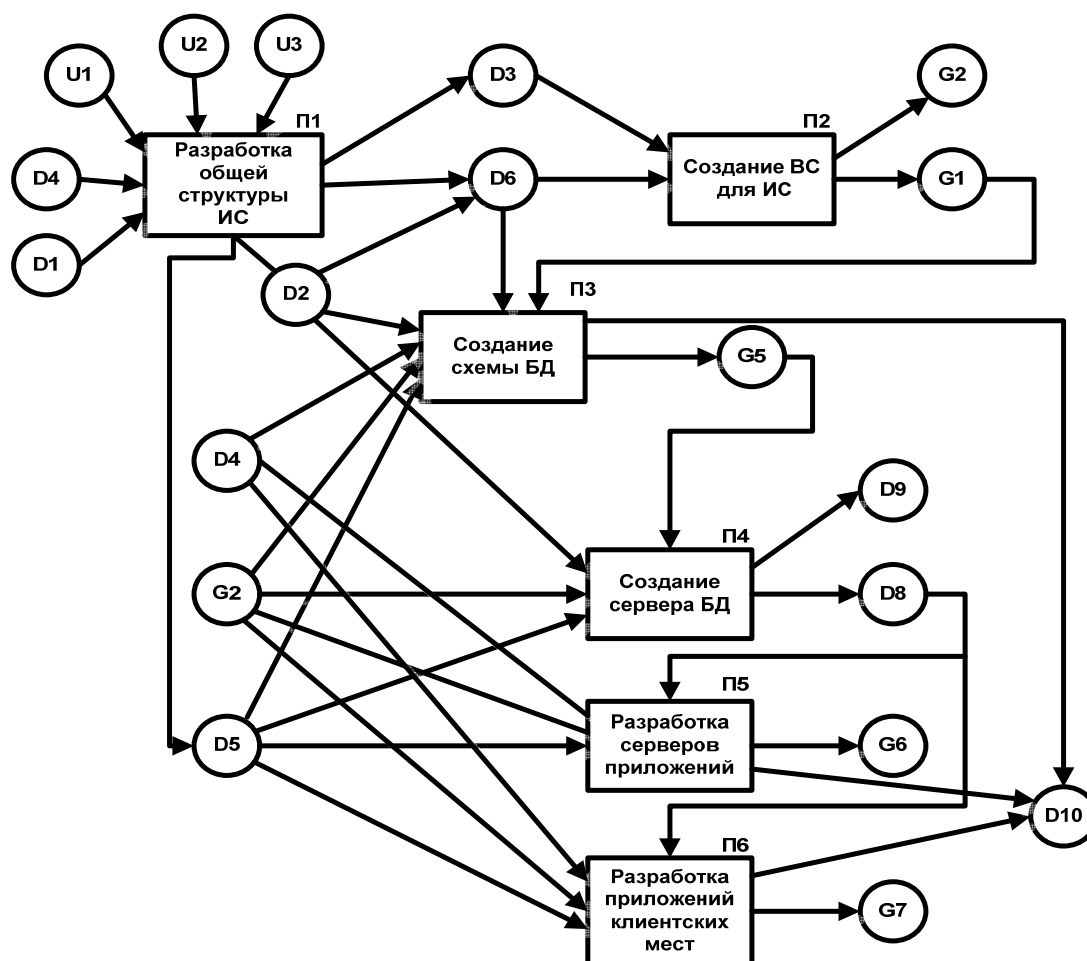 U2
U3
U1
D3
G2
П1
П2
Разработка
общей
структуры
ИС
Создание ВС
для ИС
D4
D6
G1
D1
D2
П3
Создание
схемы БД
G5
D4
D9
П4
Создание
сервера БД
G2
D8
П5
Разработка
серверов
приложений
D5
G6
D10
П6
Разработка
приложений
клиентских
мест
G7